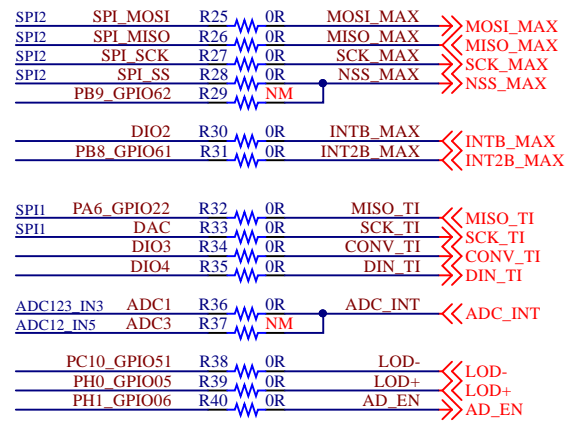 SPI2 SPI_MOSI R25 0R MOSI_MAX MOSI_MAX
SPI2 SPI_MISO R26 0R MISO_MAX MISO_MAX
SPI2 SPI_SCK R27 0R SCK_MAX SCK_MAX
SPI2 SPI_SS R28 0R NSS_MAX NSS_MAX
PB9_GPIO62 R29 NM
DIO2 R30 0R INTB_MAX INTB_MAX
PB8_GPIO61 R31 0R INT2B_MAX INT2B_MAX
SPI1 PA6_GPIO22 R32 0R MISO_TI MISO_TI
SPI1 DAC R33 0R SCK_TI SCK_TI
DIO3 R34 0R CONV_TI CONV_TI
DIO4 R35 0R DIN_TI DIN_TI
ADC123_IN3 ADC1 R36 0R ADC_INT ADC_INT
ADC12_IN5 ADC3 R37 NM
PC10_GPIO51 R38 0R LOD- LOD-
PH0_GPIO05 R39 0R LOD+ LOD+
PH1_GPIO06 R40 0R AD_EN AD_EN